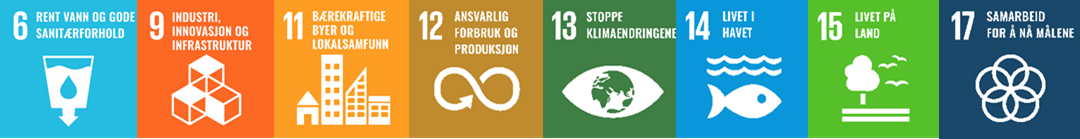 6 RENT VANN OG GODE
SANITÆRFORHOLD
9 INDUSTRI,
INNOVASJON OG
INFRASTRUKTUR
11 BÆREKRAFTIGE
BYER OG
LOKALSAMFUNN
12 ANSVARLIG
FORBRUK OG
PRODUKSJON
13 STOPPE
KLIMAENDRINGENE
14 LIVET I
HAVET
15 LIVET PÅ
LAND
17 SAMARBEID
FOR Å NÅ MÅLENE